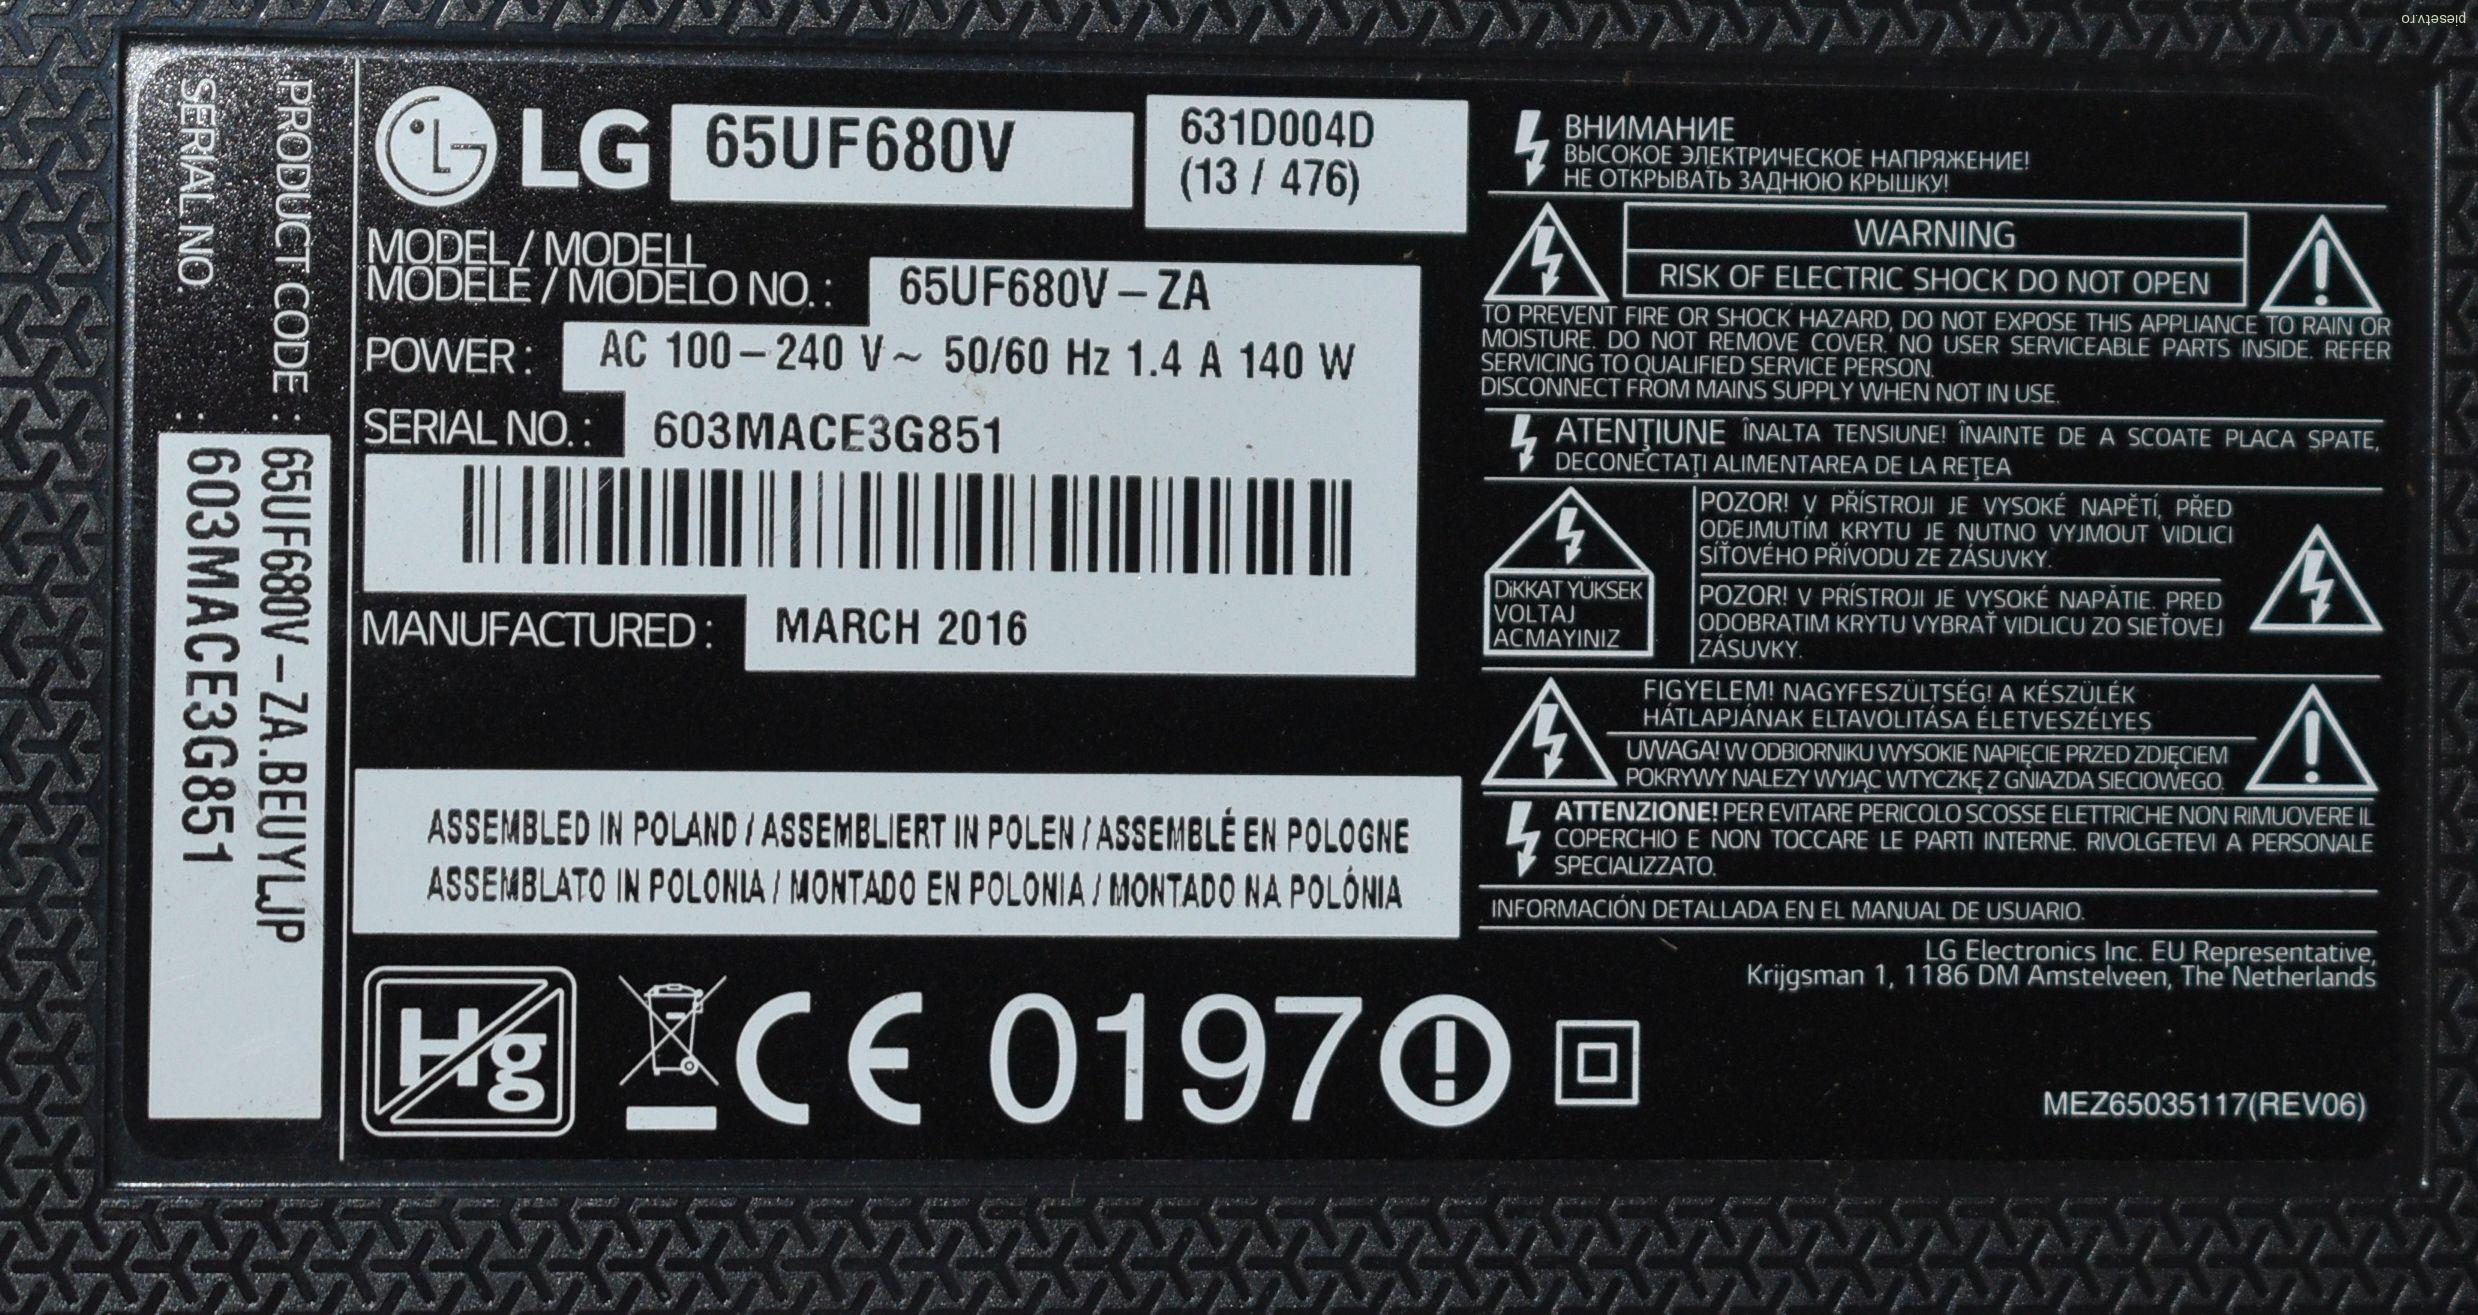 piesetv.ro
PRODUCT CODE : 65UF680V-ZA.BEUYLJP
SERIAL NO. : 603MACE3G851
LG 65UF680V
631D004D
(13 / 476)
MODEL / MODELL
MODÈLE / MODELO NO. : 65UF680V-ZA
POWER : AC 100-240 V~ 50/60 Hz 1.4 A 140 W
SERIAL NO. : 603MACE3G851
MANUFACTURED : MARCH 2016
ASSEMBLED IN POLAND / ASSEMBLIERT IN POLEN / ASSEMBLÉ EN POLOGNE
ASSEMBLATO IN POLONIA / MONTADO EN POLONIA / MONTADO NA POLÓNIA
Hg
CE 0197
ВНИМАНИЕ
ВЫСОКОЕ ЭЛЕКТРИЧЕСКОЕ НАПРЯЖЕНИЕ!
НЕ ОТКРЫВАТЬ ЗАДНЮЮ КРЫШКУ!
WARNING
RISK OF ELECTRIC SHOCK DO NOT OPEN
TO PREVENT FIRE OR SHOCK HAZARD, DO NOT EXPOSE THIS APPLIANCE TO RAIN OR
MOISTURE. DO NOT REMOVE COVER. NO USER SERVICEABLE PARTS INSIDE. REFER
SERVICING TO QUALIFIED SERVICE PERSON.
DISCONNECT FROM MAINS SUPPLY WHEN NOT IN USE.
ATENŢIUNE ÎNALTA TENSIUNE! ÎNAINTE DE A SCOATE PLACA SPATE,
DECONECTAŢI ALIMENTAREA DE LA REŢEA
DiKKAT YÜKSEK
VOLTAJ
ACMAYINIZ
POZOR! V PŘÍSTROJI JE VYSOKÉ NAPĚTÍ, PŘED
ODEJMUTÍM KRYTU JE NUTNO VYJMOUT VIDLICI
SÍŤOVÉHO PŘÍVODU ZE ZÁSUVKY.
POZOR! V PRÍSTROJI JE VYSOKÉ NAPÄTIE. PRED
ODOBRATIM KRYTU VYBRAŤ VIDLICU ZO SIEŤOVEJ
ZÁSUVKY.
FIGYELEM! NAGYFESZÜLTSÉG! A KÉSZÜLÉK
HÁTLAPJÁNAK ELTAVOLITÁSA ÉLETVESZÉLYES
UWAGA! W ODBIORNIKU WYSOKIE NAPIĘCIE PRZED ZDJĘCIEM
POKRYWY NALEZY WYJĄC WTYCZKĘ Z GNIAZDA SIECIOWEGO.
ATTENZIONE! PER EVITARE PERICOLO SCOSSE ELETTRICHE NON RIMUOVERE IL
COPERCHIO E NON TOCCARE LE PARTI INTERNE. RIVOLGETEVI A PERSONALE
SPECIALIZZATO.
INFORMACIÓN DETALLADA EN EL MANUAL DE USUARIO.
LG Electronics Inc. EU Representative,
Krijgsman 1, 1186 DM Amstelveen, The Netherlands
MEZ65035117(REV06)